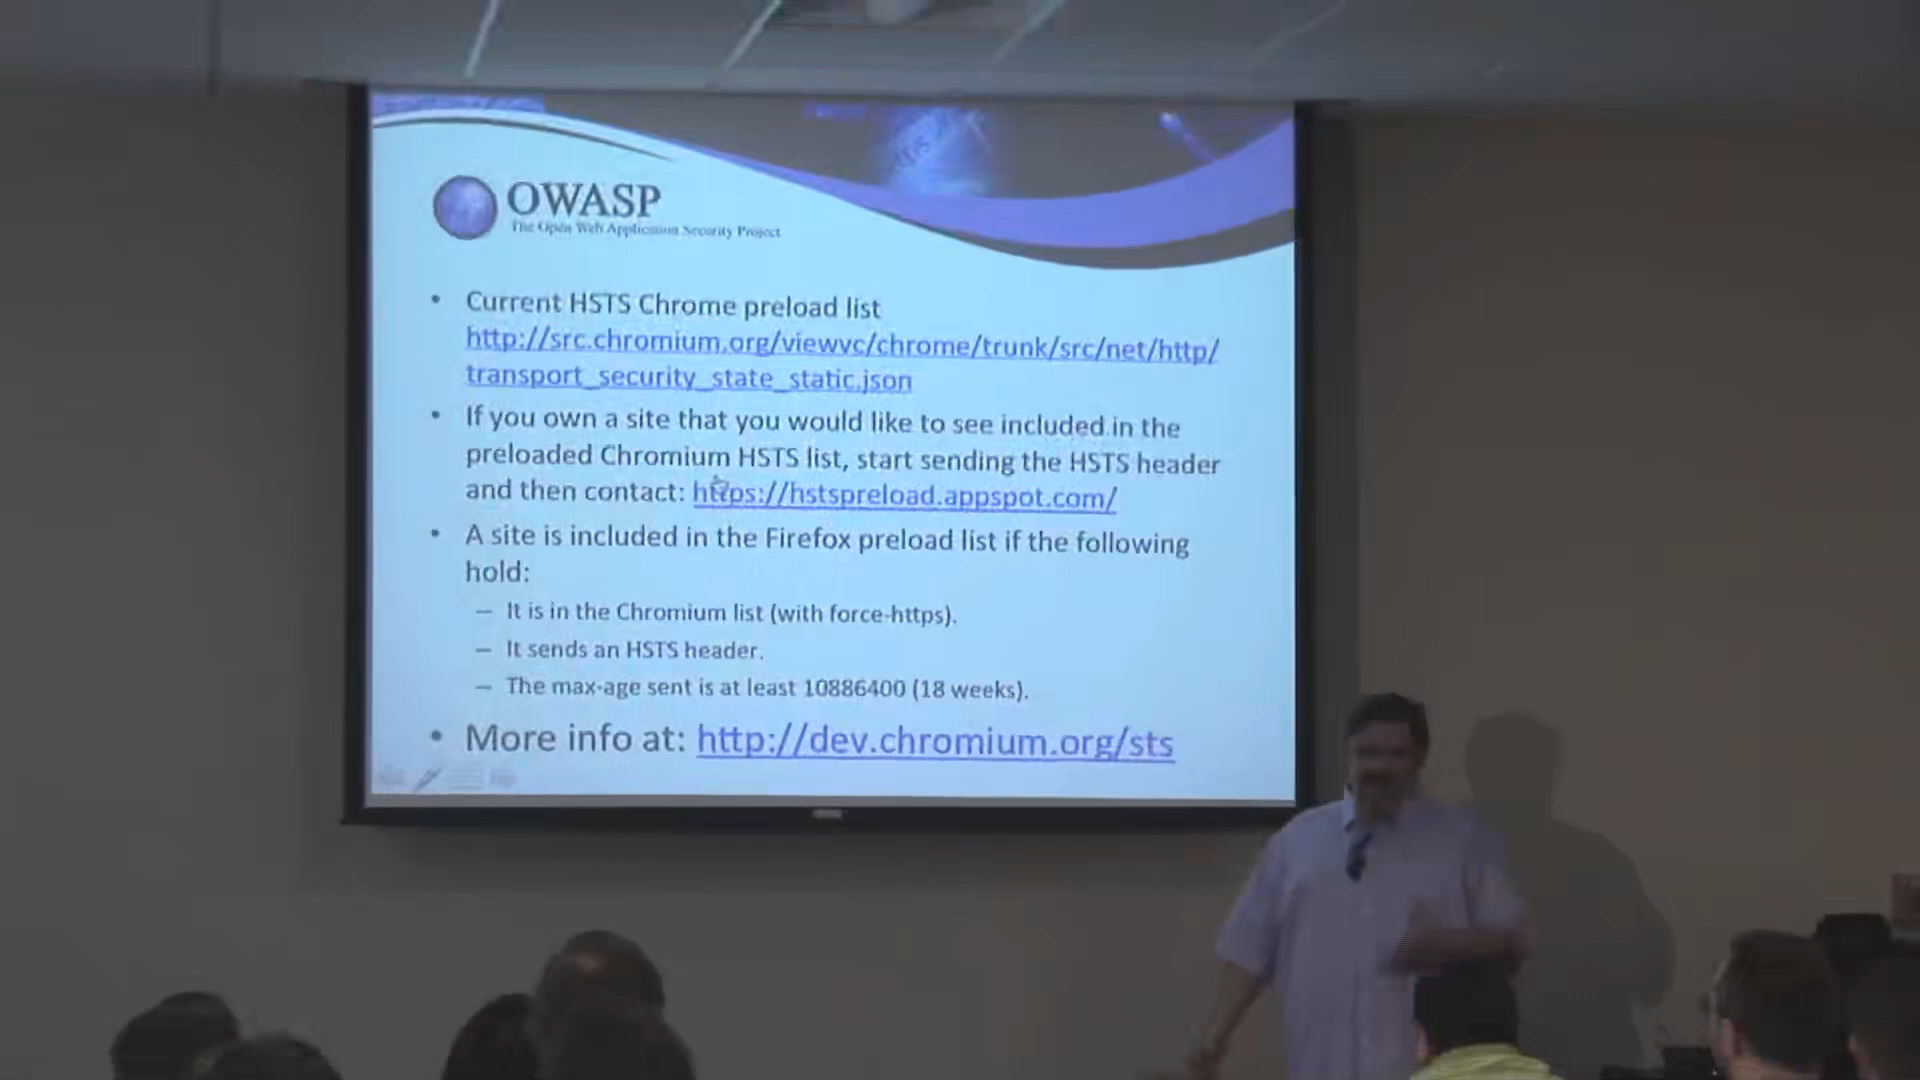 OWASP
The Open Web Application Security Project
• Current HSTS Chrome preload list
http://src.chromium.org/viewvc/chrome/trunk/src/net/http/
transport_security_state_static.json
• If you own a site that you would like to see included in the
preloaded Chromium HSTS list, start sending the HSTS header
and then contact: https://hstspreload.appspot.com/
• A site is included in the Firefox preload list if the following
hold:
– It is in the Chromium list (with force-https).
– It sends an HSTS header.
– The max-age sent is at least 10886400 (18 weeks).
• More info at: http://dev.chromium.org/sts